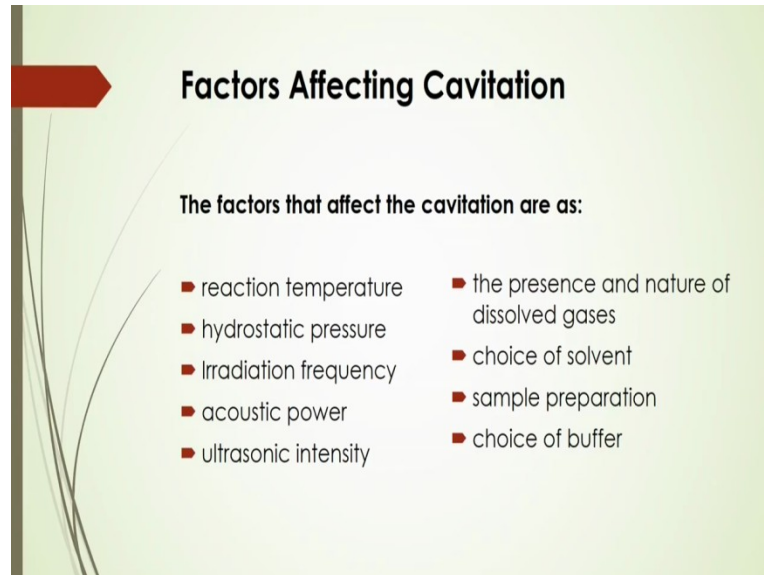 Factors Affecting Cavitation
The factors that affect the cavitation are as:
reaction temperature
hydrostatic pressure
Irradiation frequency
acoustic power
ultrasonic intensity
the presence and nature of
dissolved gases
choice of solvent
sample preparation
choice of buffer